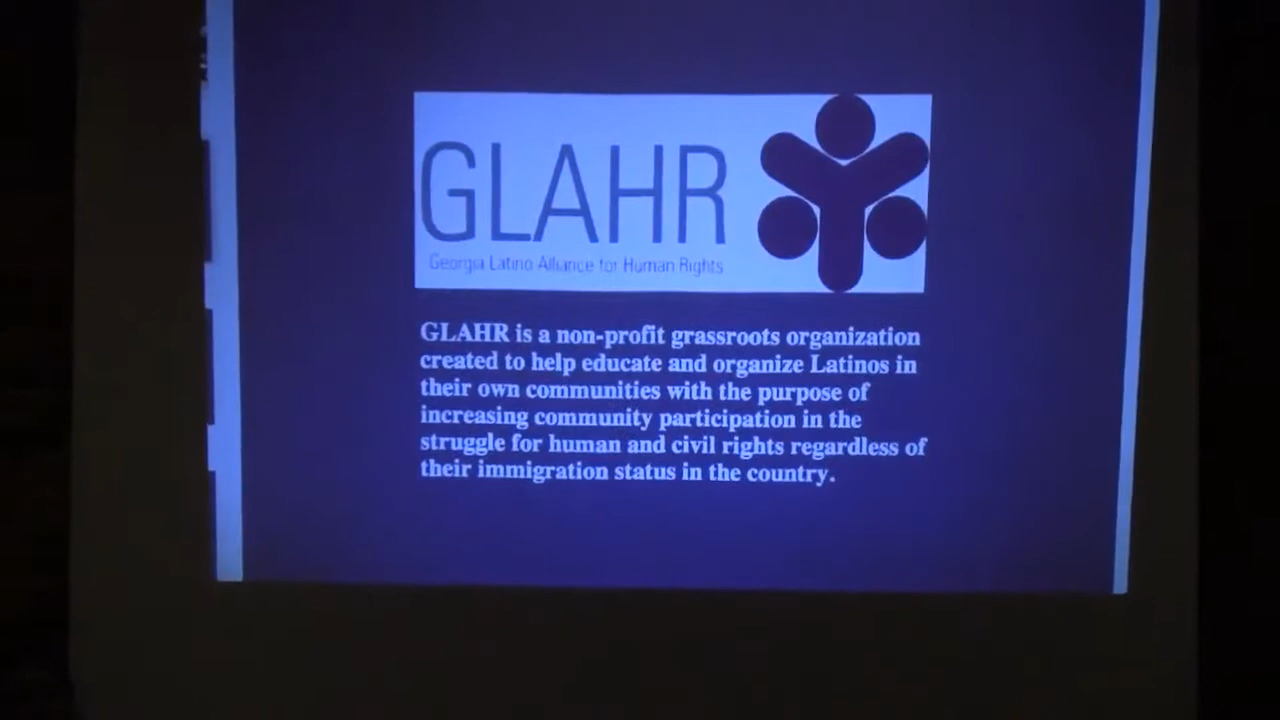 GLAHR
Georgia Latino Alliance for Human Rights
GLAHR is a non-profit grassroots organization
created to help educate and organize Latinos in
their own communities with the purpose of
increasing community participation in the
struggle for human and civil rights regardless of
their immigration status in the country.